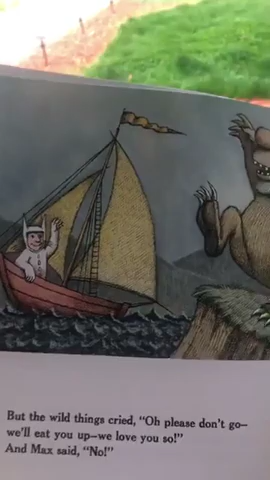 But the wild things cried, “Oh please don’t go—
we’ll eat you up—we love you so!”
And Max said, “No!”